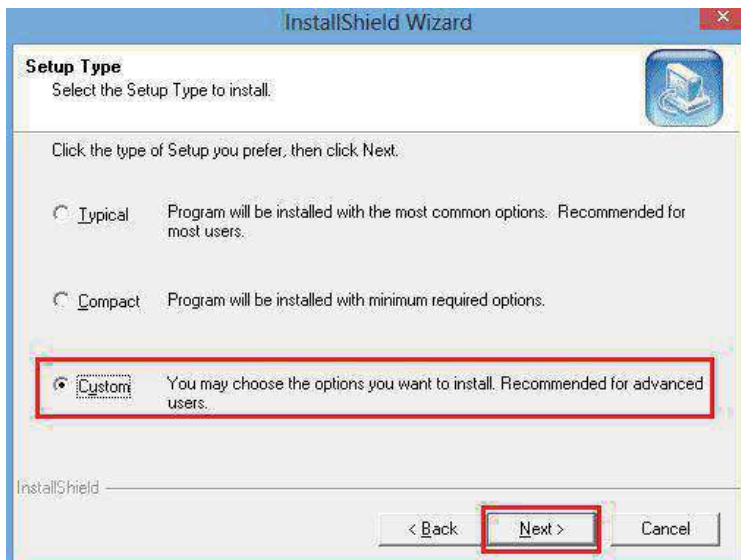 InstallShield Wizard
Setup Type
Select the Setup Type to install.
Click the type of Setup you prefer, then click Next.
Typical Program will be installed with the most common options. Recommended for
most users.
Compact Program will be installed with minimum required options.
Custom You may choose the options you want to install. Recommended for advanced
users.
InstallShield
< Back Next > Cancel